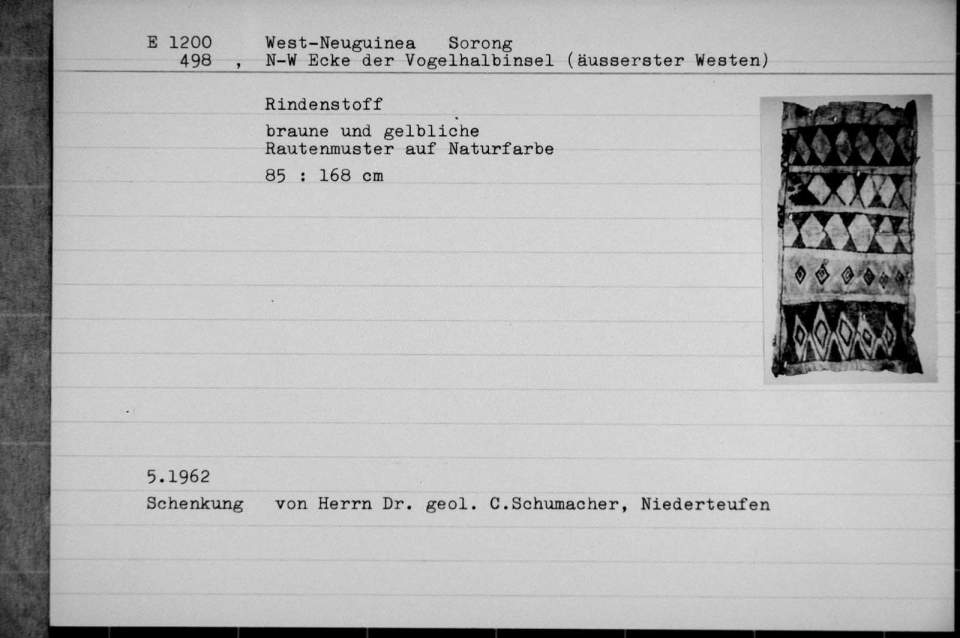 E 1200 West-Neuguinea Sorong
498 , N-W Ecke der Vogelhalbinsel (äusserster Westen)
Rindenstoff
braune und gelbliche
Rautenmuster auf Naturfarbe
85 : 168 cm
5.1962
Schenkung von Herrn Dr. geol. C.Schumacher, Niederteufen